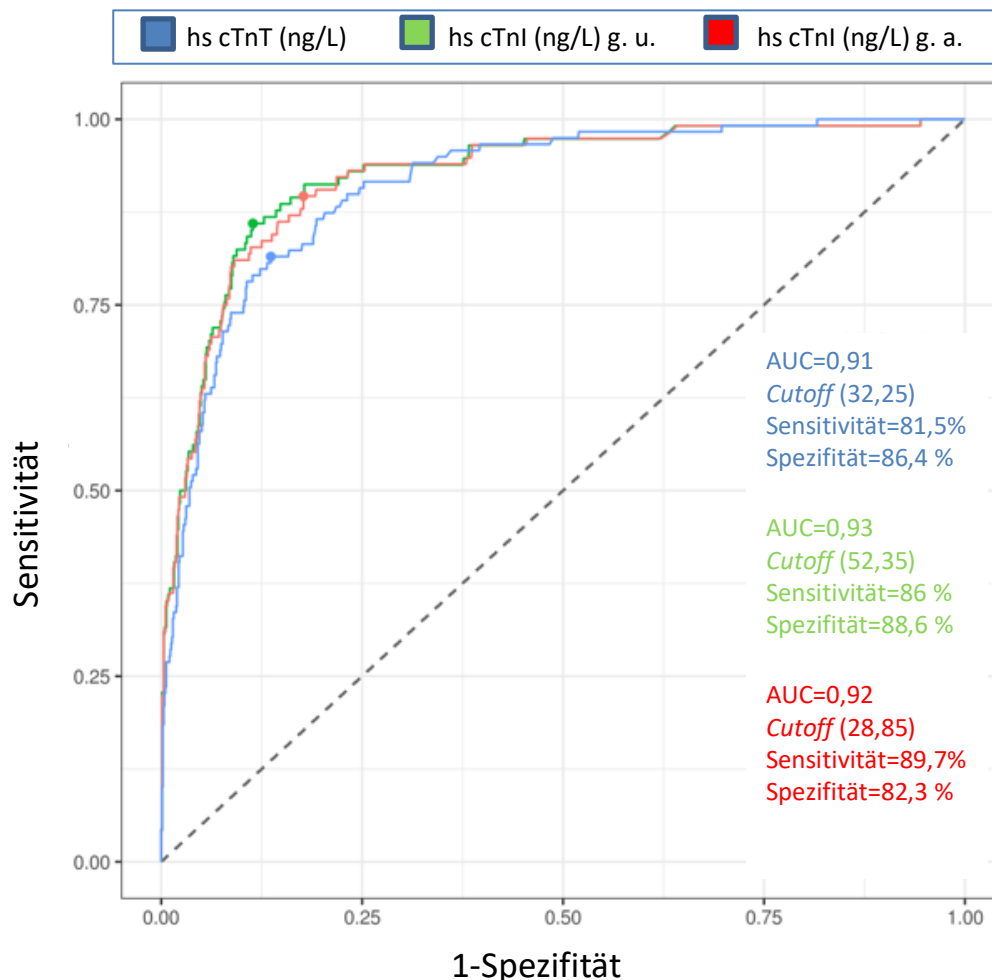 hs cTnT (ng/L) hs cTnI (ng/L) g. u. hs cTnI (ng/L) g. a.
1.00
0.75
0.50
0.25
0.00
Sensitivität
AUC=0,91
Cutoff (32,25)
Sensitivität=81,5%
Spezifität=86,4 %
AUC=0,93
Cutoff (52,35)
Sensitivität=86 %
Spezifität=88,6 %
AUC=0,92
Cutoff (28,85)
Sensitivität=89,7%
Spezifität=82,3 %
0.00 0.25 0.50 0.75 1.00
1-Spezifität